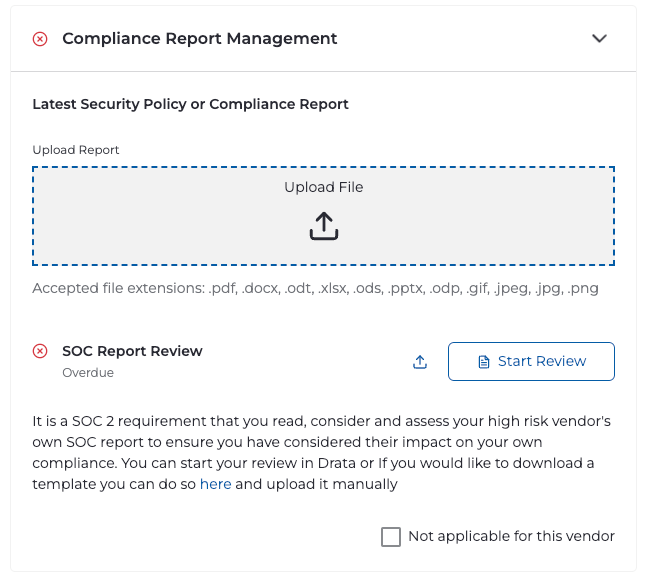 Compliance Report Management
Latest Security Policy or Compliance Report
Upload Report
Upload File
Accepted file extensions: .pdf, .docx, .odt, .xlsx, .ods, .pptx, .odp, .gif, .jpeg, .jpg, .png
SOC Report Review
Overdue
Start Review
It is a SOC 2 requirement that you read, consider and assess your high risk vendor's
own SOC report to ensure you have considered their impact on your own
compliance. You can start your review in Drata or If you would like to download a
template you can do so here and upload it manually
Not applicable for this vendor